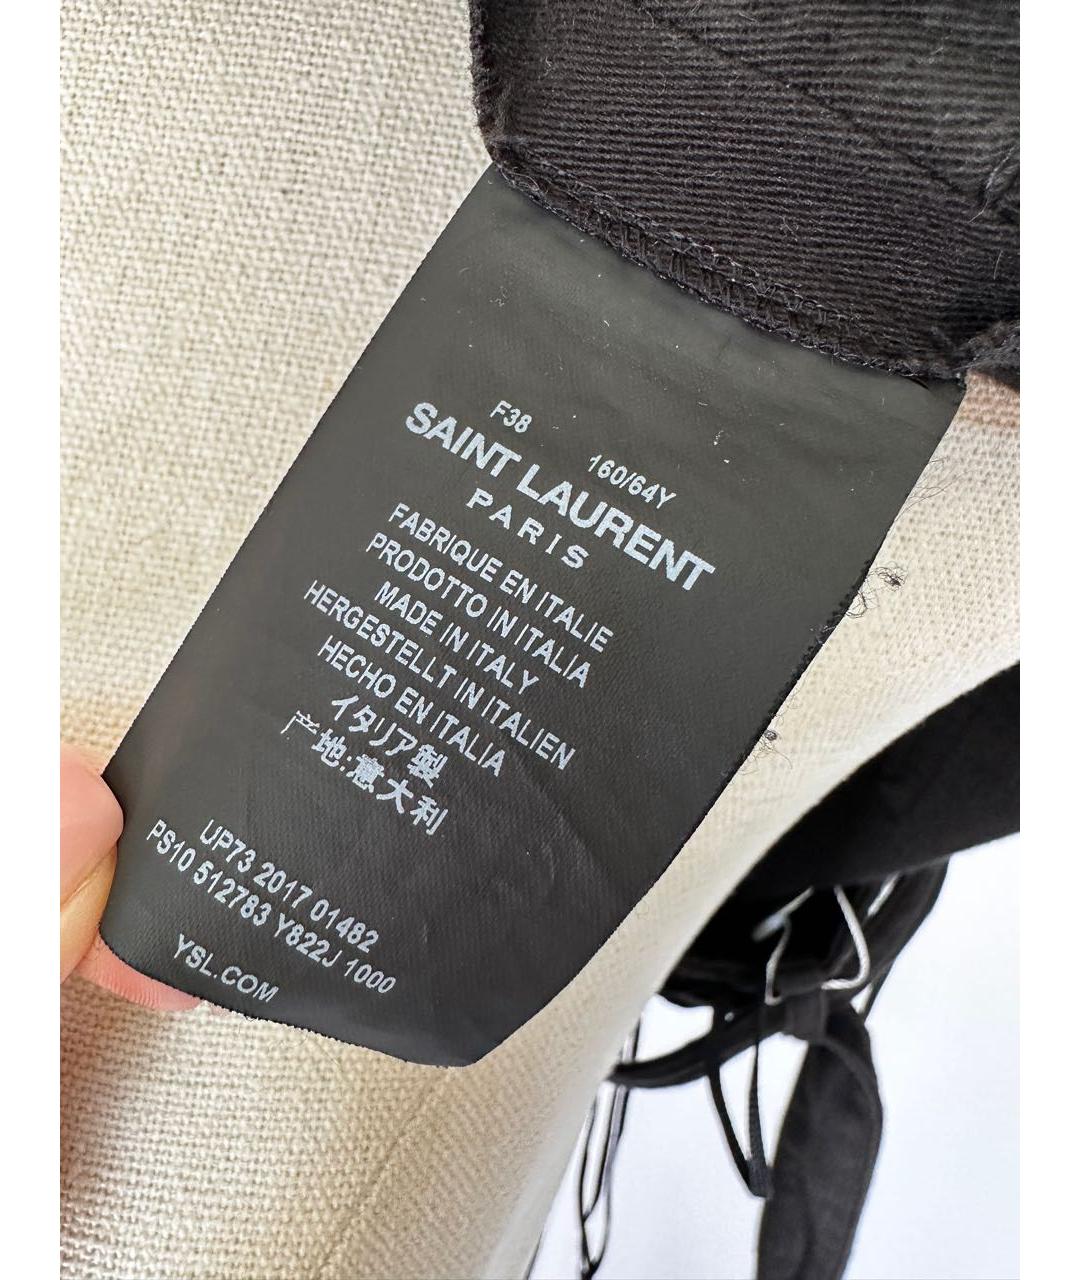 F38
160/64Y
SAINT LAURENT
PARIS
FABRIQUE EN ITALIE
PRODOTTO IN ITALIA
MADE IN ITALY
HERGESTELLT IN ITALIEN
HECHO EN ITALIA
イタリア製
产地:意大利
UP73 2017 01482
PS10 512783 Y822J 1000
YSL.COM